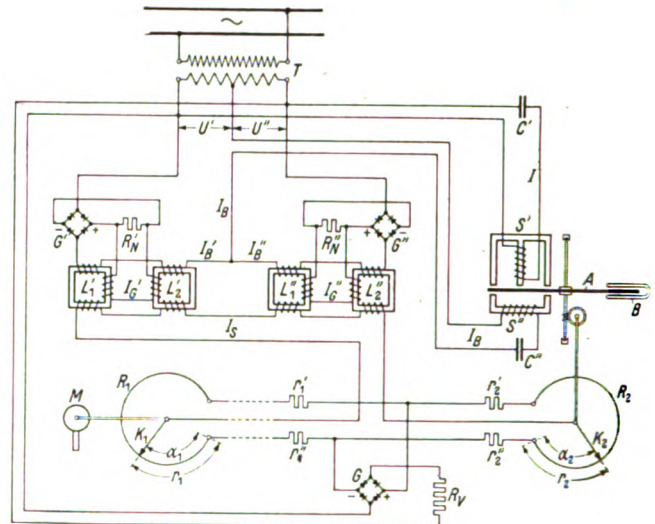 ~
T
U' U"
C'
I
I_B
S'
G' − + R_N'
R_N" − + G"
I_B' I_B"
L_1' I_G' L_2'
L_1" I_G" L_2"
A
B
S"
I_S
I_B
C"
R_1
M
r_1' r_2'
R_2
K_1
K_2
α_1
r_1
r_2"
α_2
r_2
G
− +
R_V